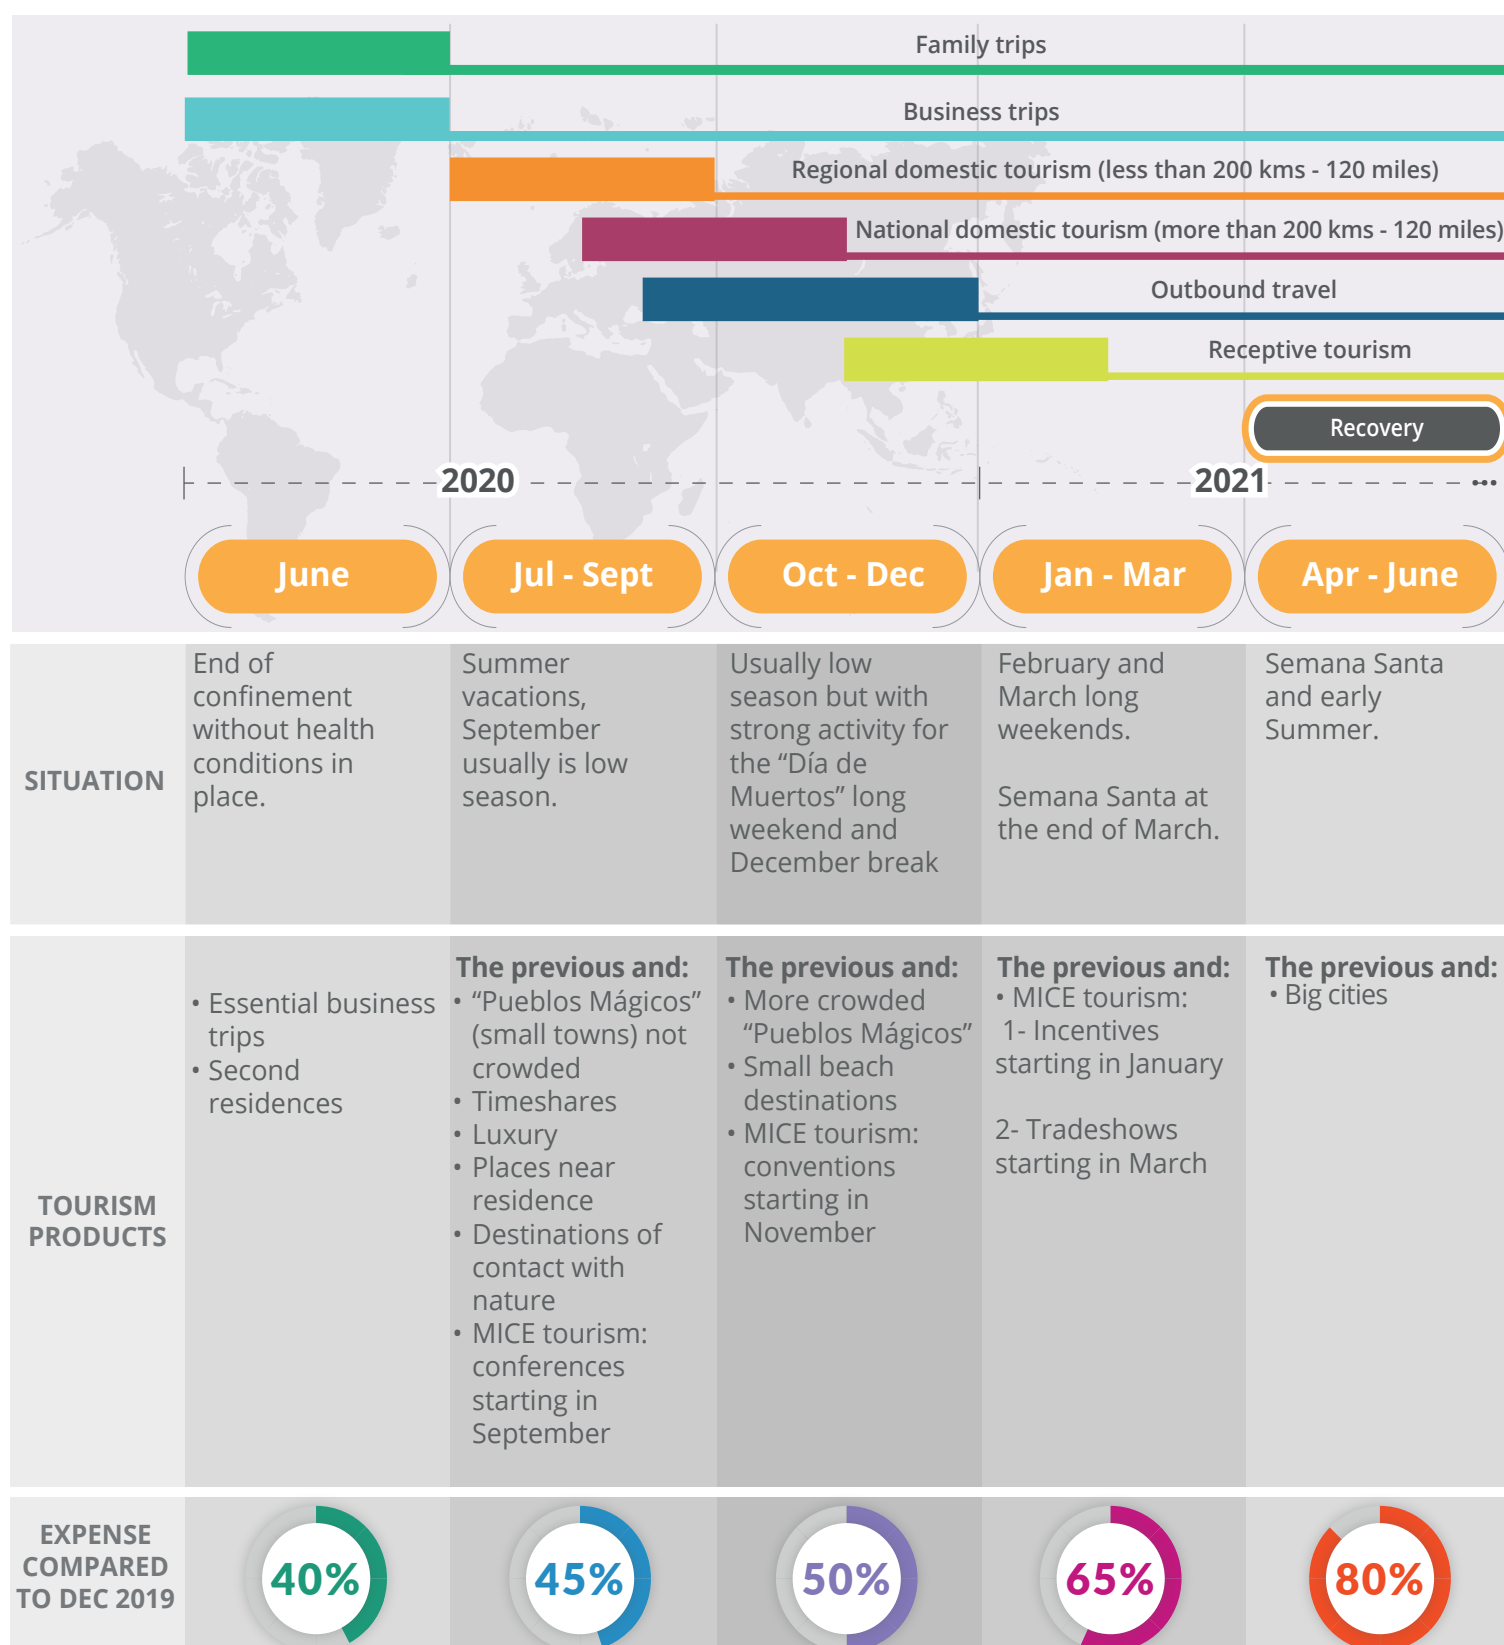 Family trips
Business trips
Regional domestic tourism (less than 200 kms - 120 miles)
National domestic tourism (more than 200 kms - 120 miles)
Outbound travel
Receptive tourism
Recovery
2020
2021
June
Jul - Sept
Oct - Dec
Jan - Mar
Apr - June
SITUATION
End of
confinement
without health
conditions in
place.
Summer
vacations,
September
usually is low
season.
Usually low
season but with
strong activity for
the “Día de
Muertos” long
weekend and
December break
February and
March long
weekends.
Semana Santa at
the end of March.
Semana Santa
and early
Summer.
TOURISM
PRODUCTS
• Essential business
trips
• Second
residences
The previous and:
• “Pueblos Mágicos”
(small towns) not
crowded
• Timeshares
• Luxury
• Places near
residence
• Destinations of
contact with
nature
• MICE tourism:
conferences
starting in
September
The previous and:
• More crowded
“Pueblos Mágicos”
• Small beach
destinations
• MICE tourism:
conventions
starting in
November
The previous and:
• MICE tourism:
1- Incentives
starting in January
2- Tradeshows
starting in March
The previous and:
• Big cities
EXPENSE
COMPARED
TO DEC 2019
40%
45%
50%
65%
80%